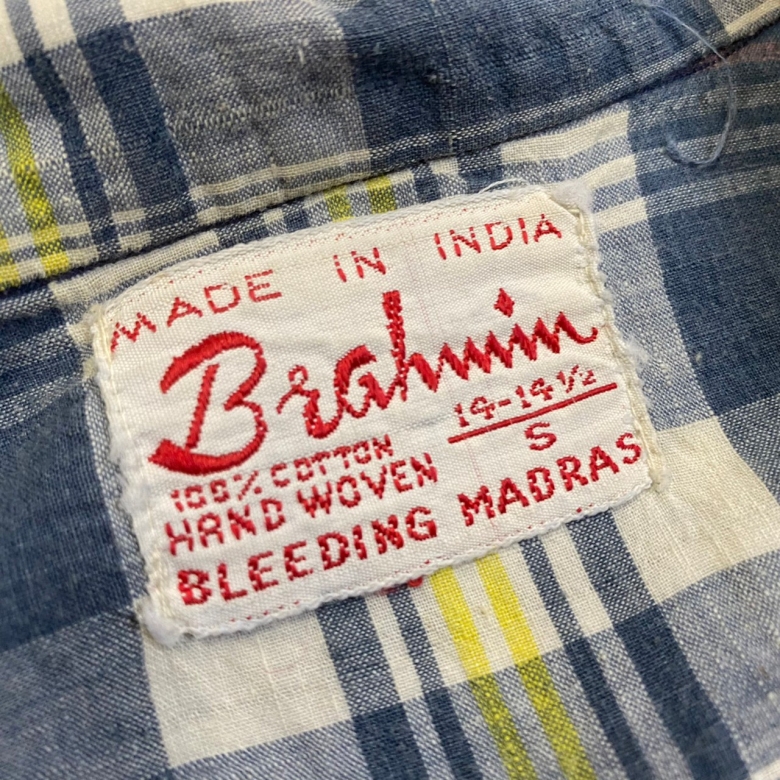 MADE IN INDIA
Brahmin
14-14½
S
100% COTTON
HAND WOVEN
BLEEDING MADRAS